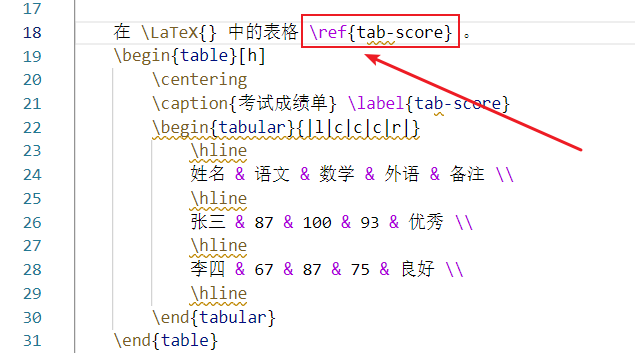 17
18 在 \LaTeX{} 中的表格 \ref{tab-score} 。
19 \begin{table}[h]
20 \centering
21 \caption{考试成绩单} \label{tab-score}
22 \begin{tabular}{|l|c|c|c|r|}
23 \hline
24 姓名 & 语文 & 数学 & 外语 & 备注 \\
25 \hline
26 张三 & 87 & 100 & 93 & 优秀 \\
27 \hline
28 李四 & 67 & 87 & 75 & 良好 \\
29 \hline
30 \end{tabular}
31 \end{table}